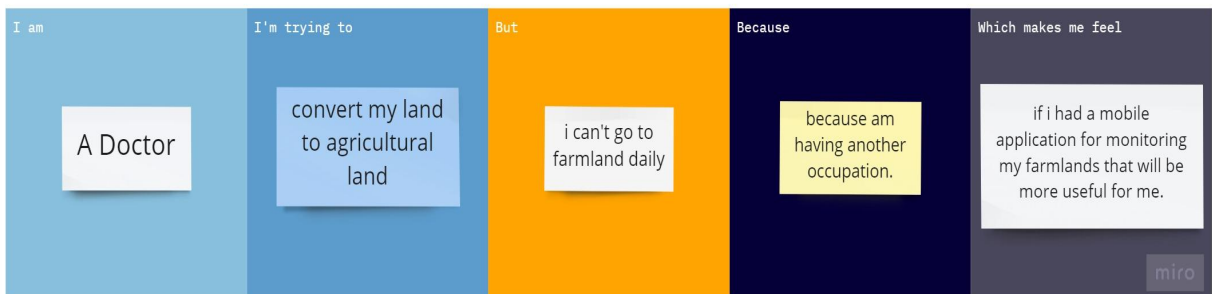 I am
A Doctor
I'm trying to
convert my land
to agricultural
land
But
i can't go to
farmland daily
Because
because am
having another
occupation.
Which makes me feel
if i had a mobile
application for monitoring
my farmlands that will be
more useful for me.
miro